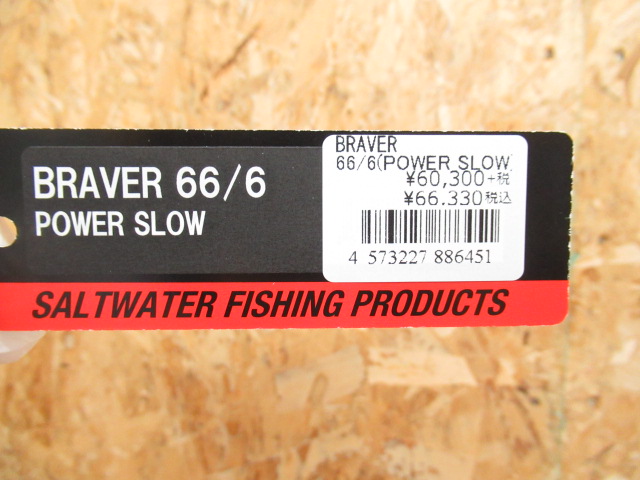 BRAVER 66/6
POWER SLOW
BRAVER
66/6(POWER SLOW)
¥60,300+税
¥66.330税込
4 573227 886451
SALTWATER FISHING PRODUCTS